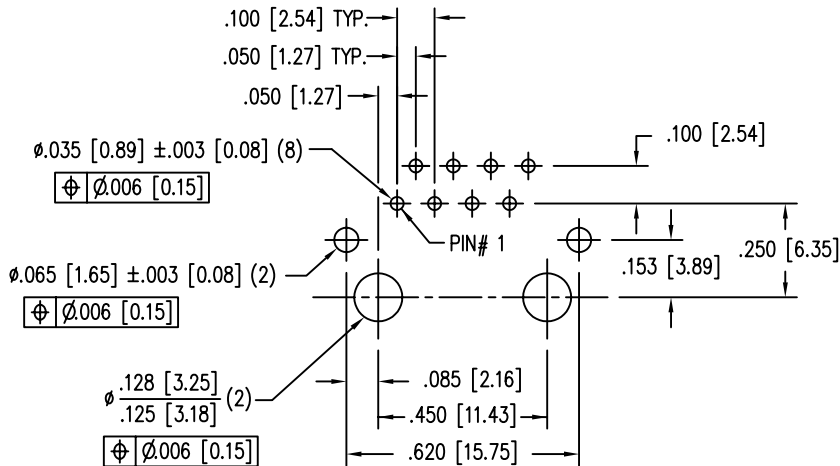 .100 [2.54] TYP.
.050 [1.27] TYP.
.050 [1.27]
.100 [2.54]
⌀.035 [0.89] ±.003 [0.08] (8)
⌖ ⌀.006 [0.15]
PIN# 1
.250 [6.35]
.153 [3.89]
⌀.065 [1.65] ±.003 [0.08] (2)
⌖ ⌀.006 [0.15]
⌀ .128 [3.25]
.125 [3.18] (2)
⌖ ⌀.006 [0.15]
.085 [2.16]
.450 [11.43]
.620 [15.75]